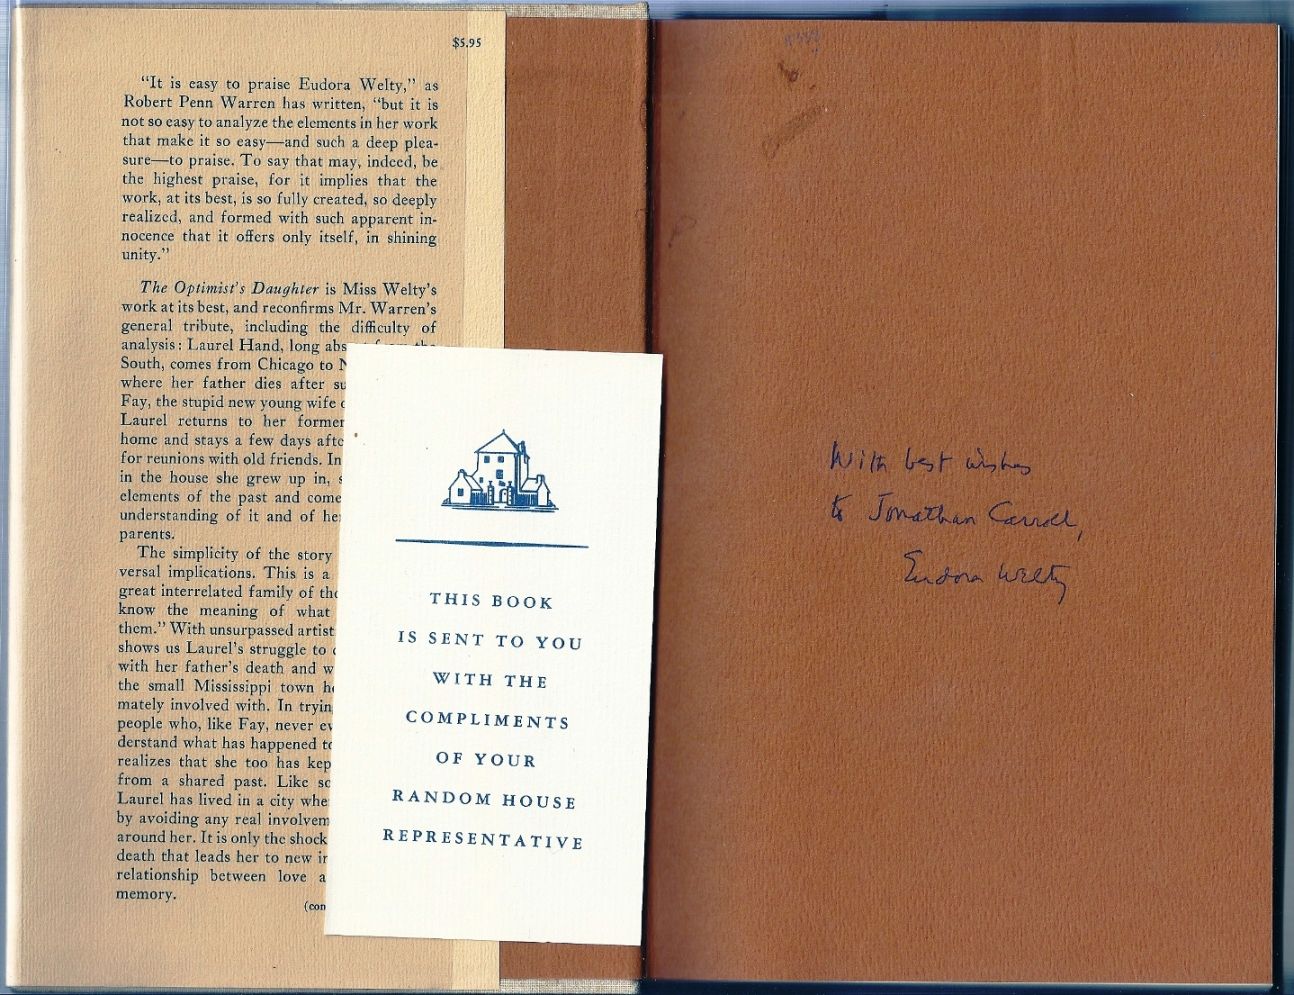 $5.95
"It is easy to praise Eudora Welty," as
Robert Penn Warren has written, "but it is
not so easy to analyze the elements in her work
that make it so easy—and such a deep plea-
sure—to praise. To say that may, indeed, be
the highest praise, for it implies that the
work, at its best, is so fully created, so deeply
realized, and formed with such apparent in-
nocence that it offers only itself, in shining
unity."
The Optimist's Daughter is Miss Welty's
work at its best, and reconfirms Mr. Warren's
general tribute, including the difficulty of
analysis: Laurel Hand, long
South, comes from Chicago to
where her father dies after
Fay, the stupid new young wife
Laurel returns to her former
home and stays a few days
for reunions with old friends. In
in the house she grew up in,
elements of the past and come
understanding of it and of
parents.
The simplicity of the story
versal implications. This is a
great interrelated family of
know the meaning of what
them." With unsurpassed
shows us Laurel's struggle to
with her father's death and
the small Mississippi town
mately involved with. In
people who, like Fay, never
derstand what has happened
realizes that she too has
from a shared past. Like
Laurel has lived in a city
by avoiding any real
around her. It is only the shock
death that leads her to new
relationship between love
memory.
(con
THIS BOOK
IS SENT TO YOU
WITH THE
COMPLIMENTS
OF YOUR
RANDOM HOUSE
REPRESENTATIVE
With best wishes
to Jonathan Carroll,
Eudora Welty